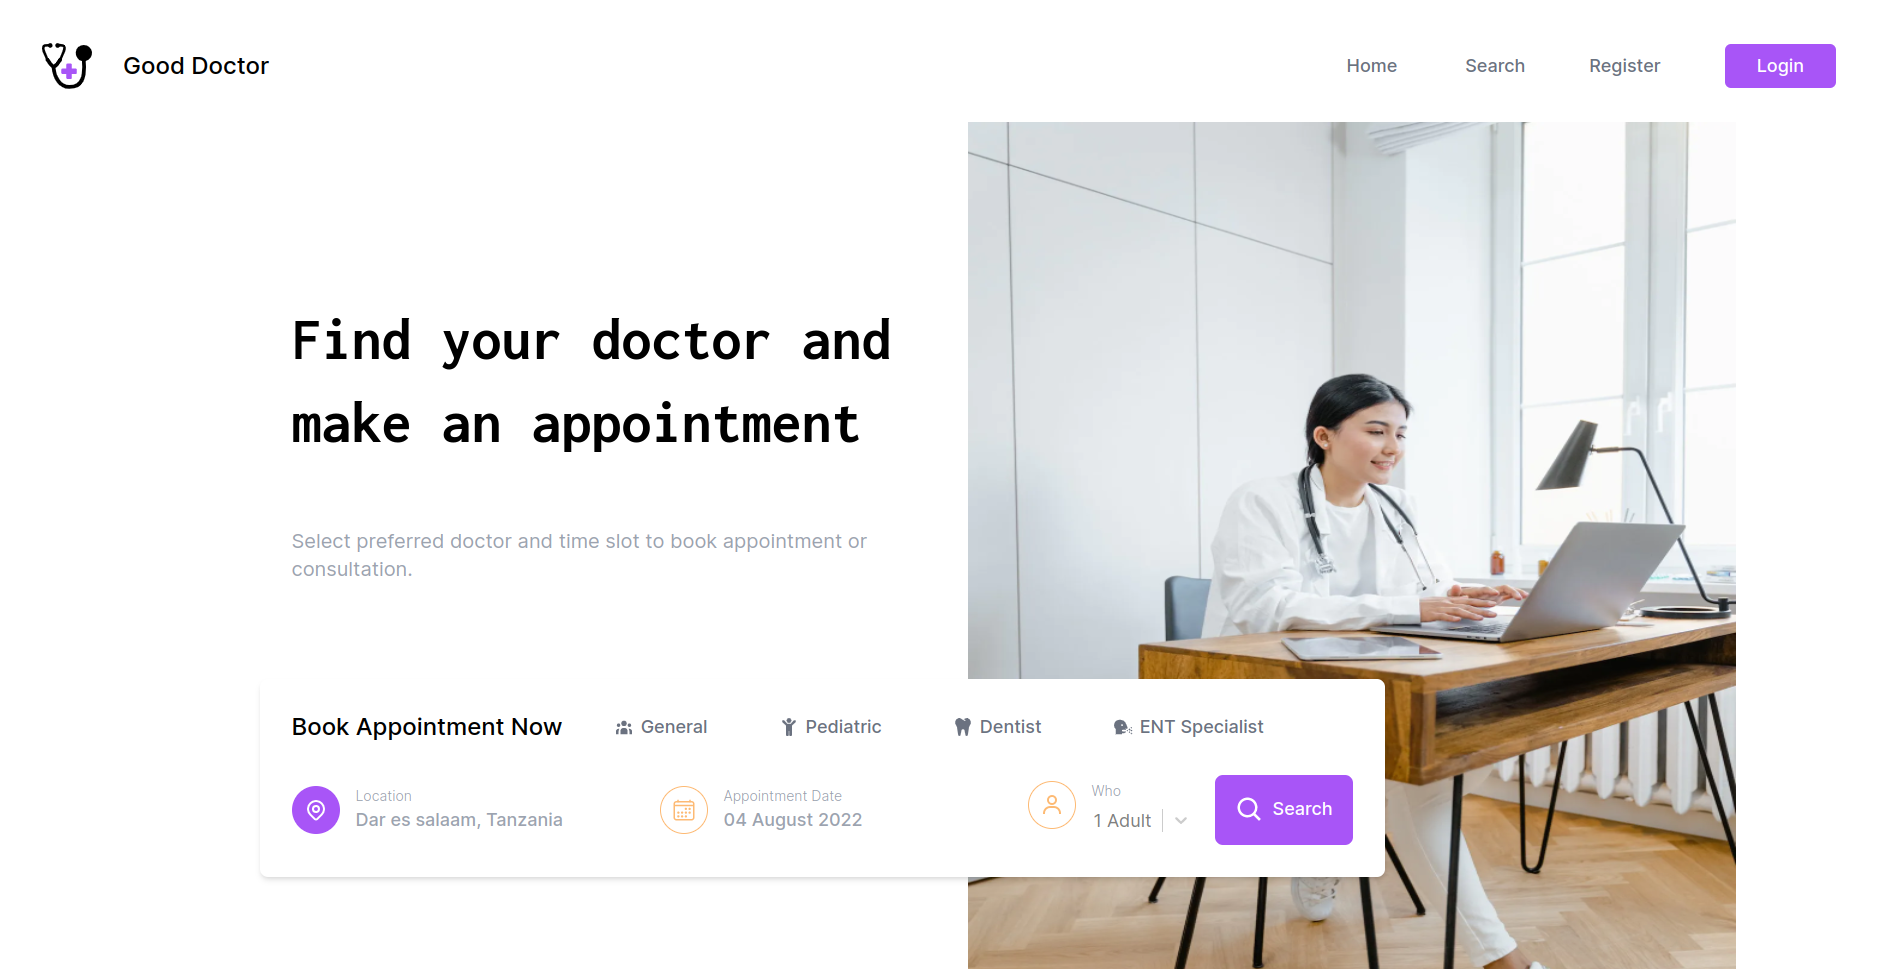 Good Doctor
Home
Search
Register
Login
Find your doctor and
make an appointment
Select preferred doctor and time slot to book appointment or
consultation.
Book Appointment Now
General
Pediatric
Dentist
ENT Specialist
Location
Dar es salaam, Tanzania
Appointment Date
04 August 2022
Who
1 Adult
Search